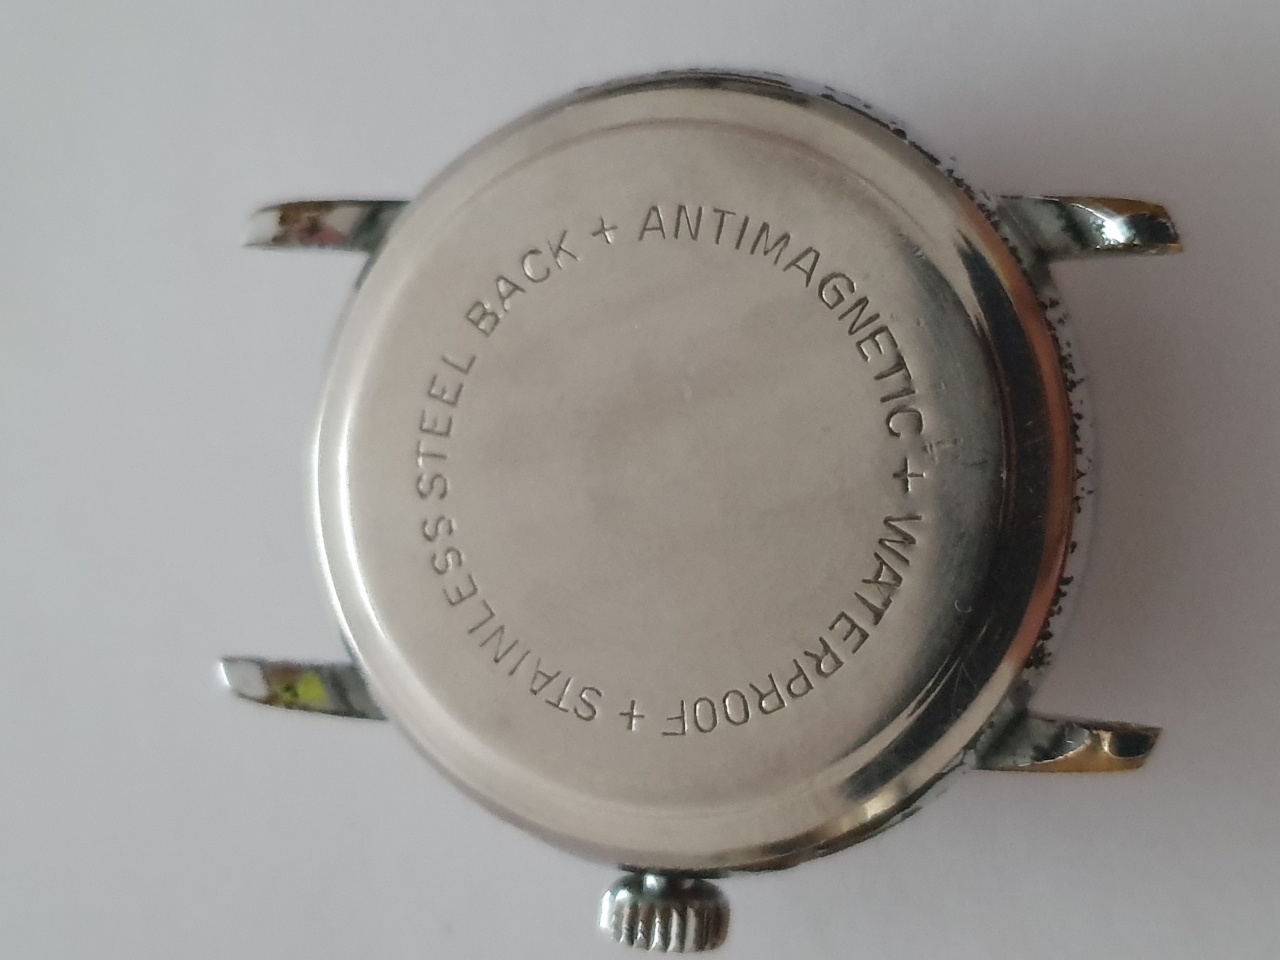 STAINLESS STEEL BACK + ANTIMAGNETIC + WATERPROOF +